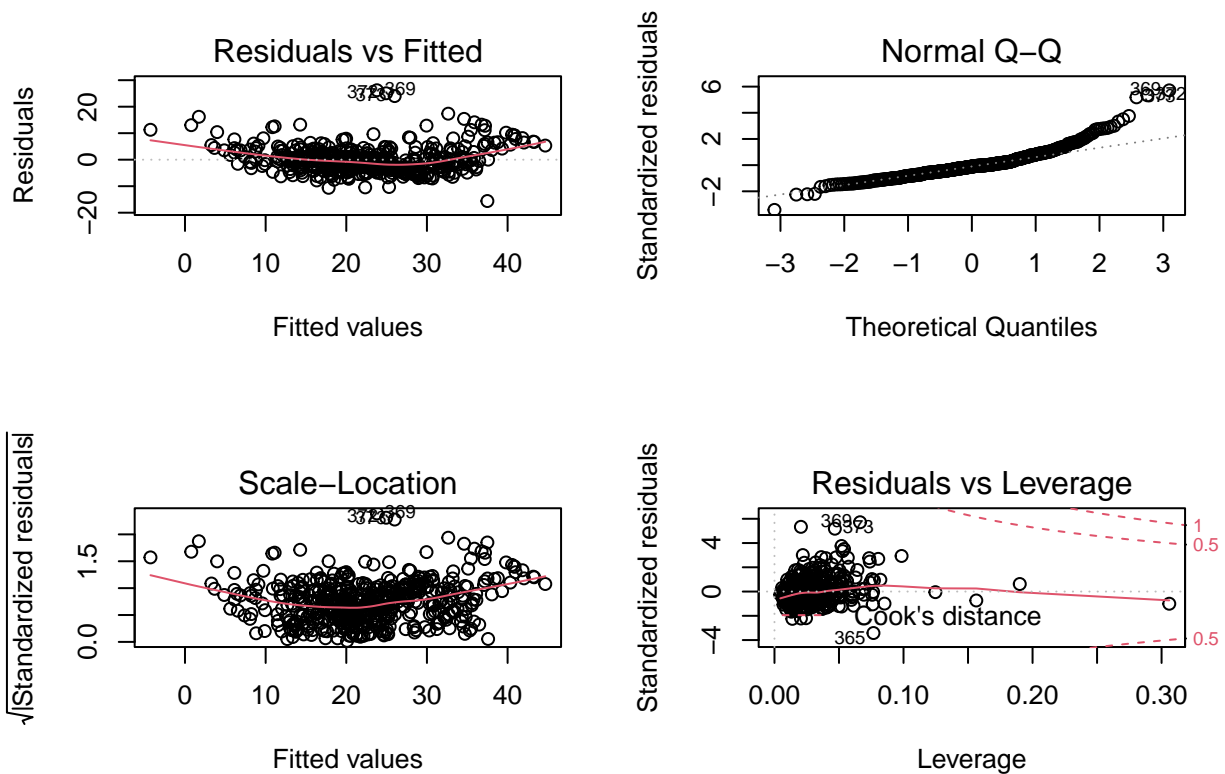 Residuals vs Fitted
Residuals
−20 0 20
369
0 10 20 30 40
Fitted values
Normal Q−Q
Standardized residuals
−2 2 6
369
−3 −2 −1 0 1 2 3
Theoretical Quantiles
Scale−Location
√|Standardized residuals|
0.0 1.5
369
0 10 20 30 40
Fitted values
Residuals vs Leverage
Standardized residuals
−4 0 4
369
373
365
Cook's distance
1
0.5
0.5
0.00 0.10 0.20 0.30
Leverage